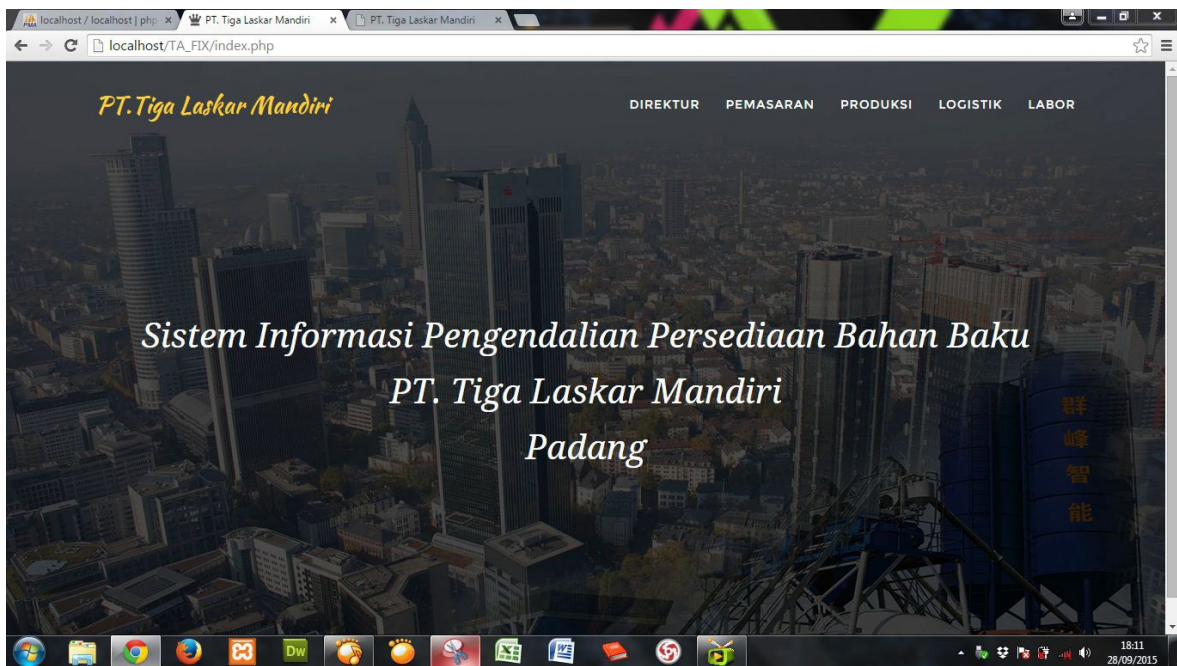 localhost / localhost | php
PT. Tiga Laskar Mandiri
PT. Tiga Laskar Mandiri
localhost/TA_FIX/index.php
PT. Tiga Laskar Mandiri
DIREKTUR PEMASARAN PRODUKSI LOGISTIK LABOR
Sistem Informasi Pengendalian Persediaan Bahan Baku
PT. Tiga Laskar Mandiri
Padang
群峰智能
Dw
18:11
28/09/2015